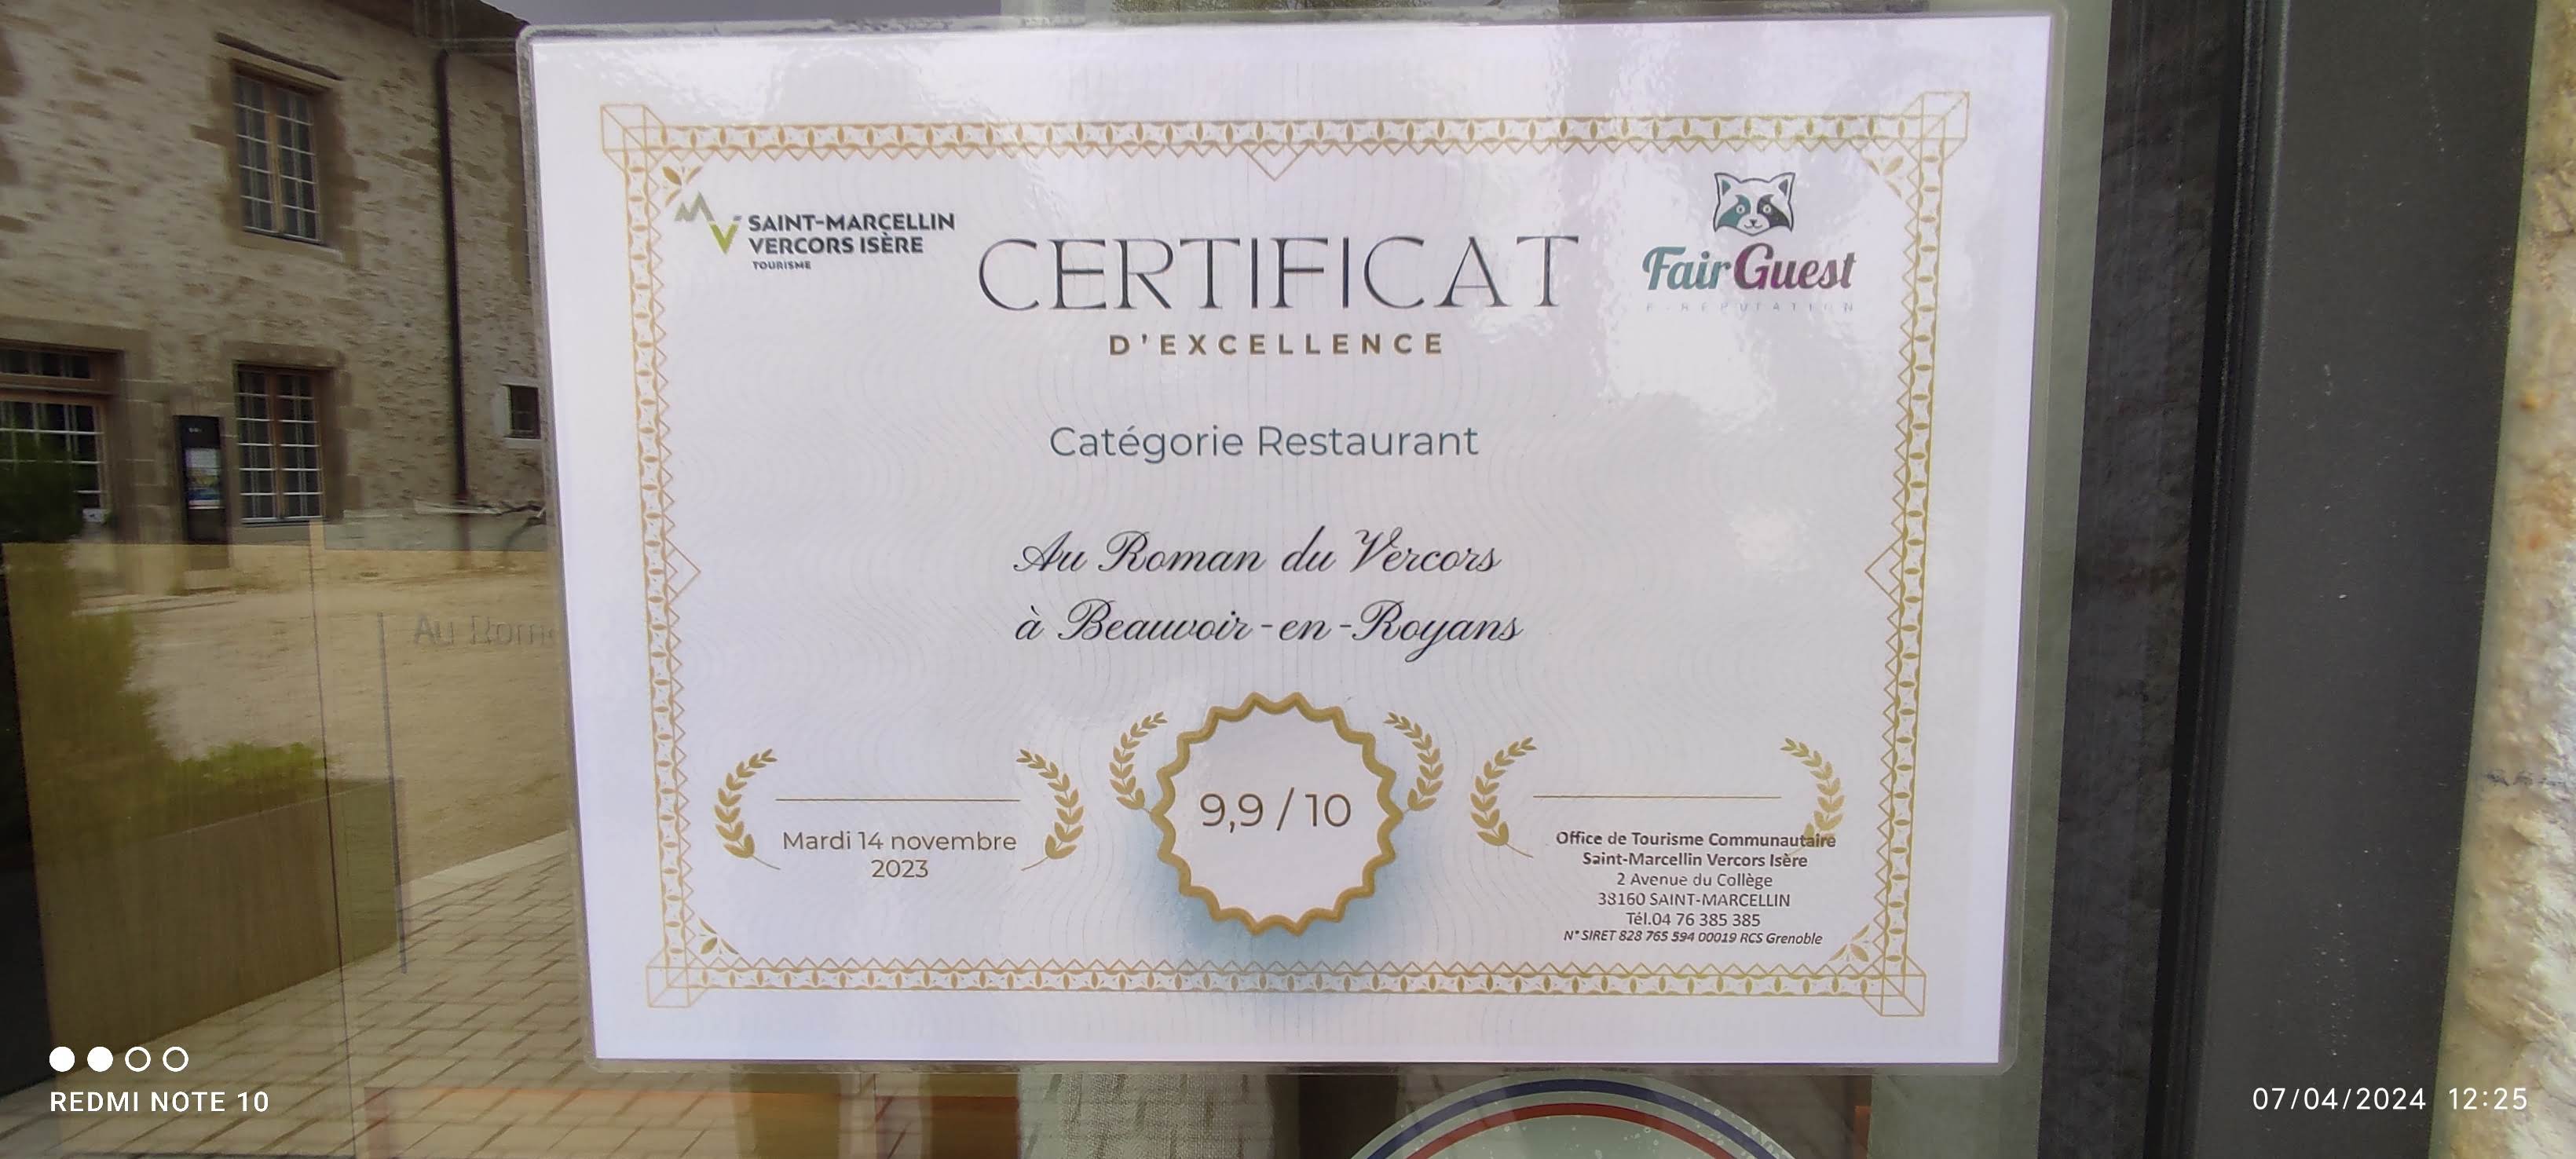 SAINT-MARCELLIN
VERCORS ISÈRE
TOURISME
FairGuest
E-RÉPUTATION
CERTIFICAT
D'EXCELLENCE
Catégorie Restaurant
Au Roman du Vercors
à Beauvoir-en-Royans
Au Rom
Mardi 14 novembre
2023
9,9 / 10
Office de Tourisme Communautaire
Saint-Marcellin Vercors Isère
2 Avenue du Collège
38160 SAINT-MARCELLIN
Tél.04 76 385 385
N° SIRET 828 765 594 00019 RCS Grenoble
REDMI NOTE 10
07/04/2024 12:25